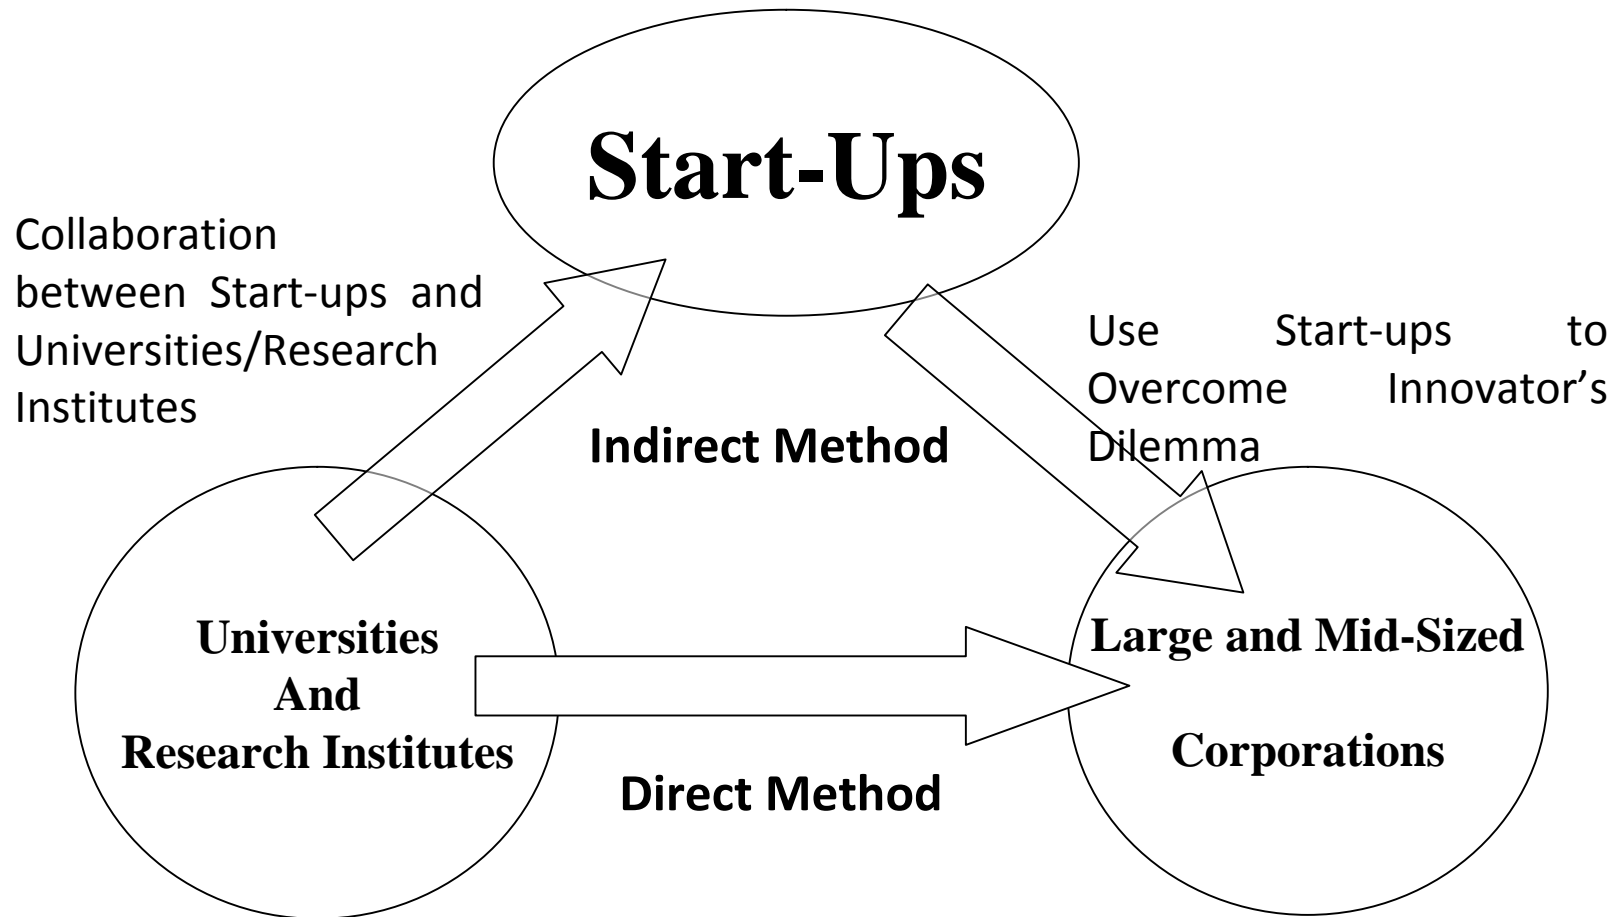 Start-Ups
Collaboration
between Start-ups and
Universities/Research
Institutes
Use Start-ups to
Overcome Innovator’s
Dilemma
Indirect Method
Universities
And
Research Institutes
Large and Mid-Sized
Corporations
Direct Method